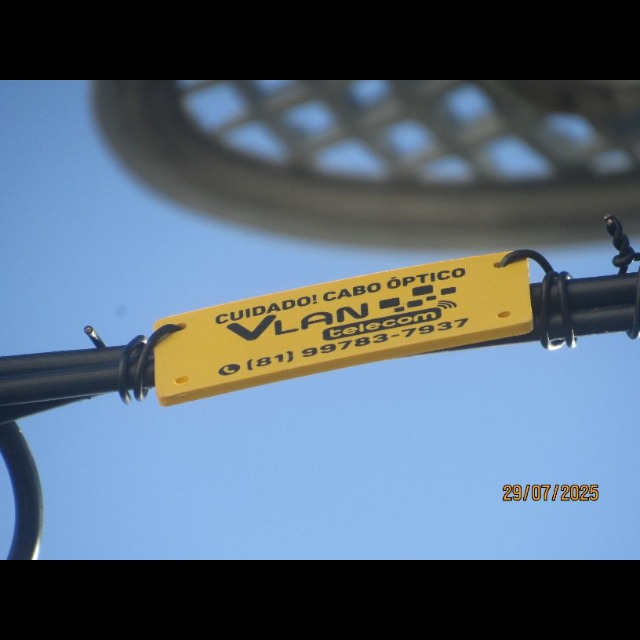 CUIDADO! CABO ÓPTICO
VLAN
telecom
(81) 99783-7937
29/07/2025